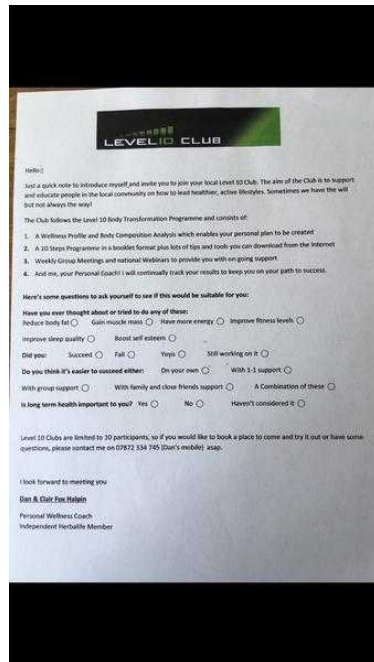 LEVEL10 CLUB
Hello:)
Just a quick note to introduce myself and invite you to join your local Level 10 Club. The aim of the Club is to support
and educate people in the local community on how to lead healthier, active lifestyles. Sometimes we have the will
but not always the way!
The Club follows the Level 10 Body Transformation Programme and consists of:
1. A Wellness Profile and Body Composition Analysis which enables your personal plan to be created
2. A 10 Steps Programme in a booklet format plus lots of tips and tools you can download from the internet
3. Weekly Group Meetings and national Webinars to provide you with on going support
4. And me, your Personal Coach! I will continually track your results to keep you on your path to success.
Here's some questions to ask yourself to see if this would be suitable for you:
Have you ever thought about or tried to do any of these:
Reduce body fat Gain muscle mass Have more energy Improve fitness levels
Improve sleep quality Boost self esteem
Did you: Succeed Fail Yoyo Still working on it
Do you think it's easier to succeed either: On your own With 1-1 support
With group support With family and close friends support A Combination of these
Is long term health important to you? Yes No Haven't considered it
Level 10 Clubs are limited to 10 participants, so if you would like to book a place to come and try it out or have some
questions, please contact me on 07872 334 745 (Dan's mobile) asap.
I look forward to meeting you
Dan & Clair Fox Halpin
Personal Wellness Coach
Independent Herbalife Member